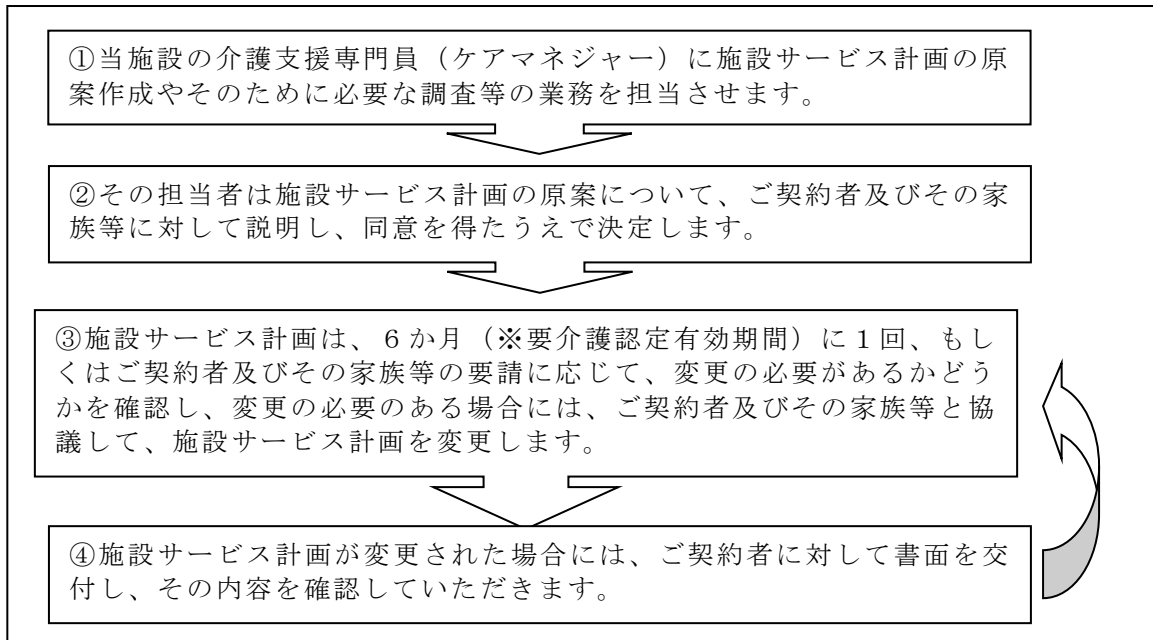 ①当施設の介護支援専門員（ケアマネジャー）に施設サービス計画の原
案作成やそのために必要な調査等の業務を担当させます。
②その担当者は施設サービス計画の原案について、ご契約者及びその家
族等に対して説明し、同意を得たうえで決定します。
③施設サービス計画は、６か月（※要介護認定有効期間）に１回、もし
くはご契約者及びその家族等の要請に応じて、変更の必要があるかどう
かを確認し、変更の必要のある場合には、ご契約者及びその家族等と協
議して、施設サービス計画を変更します。
④施設サービス計画が変更された場合には、ご契約者に対して書面を交
付し、その内容を確認していただきます。